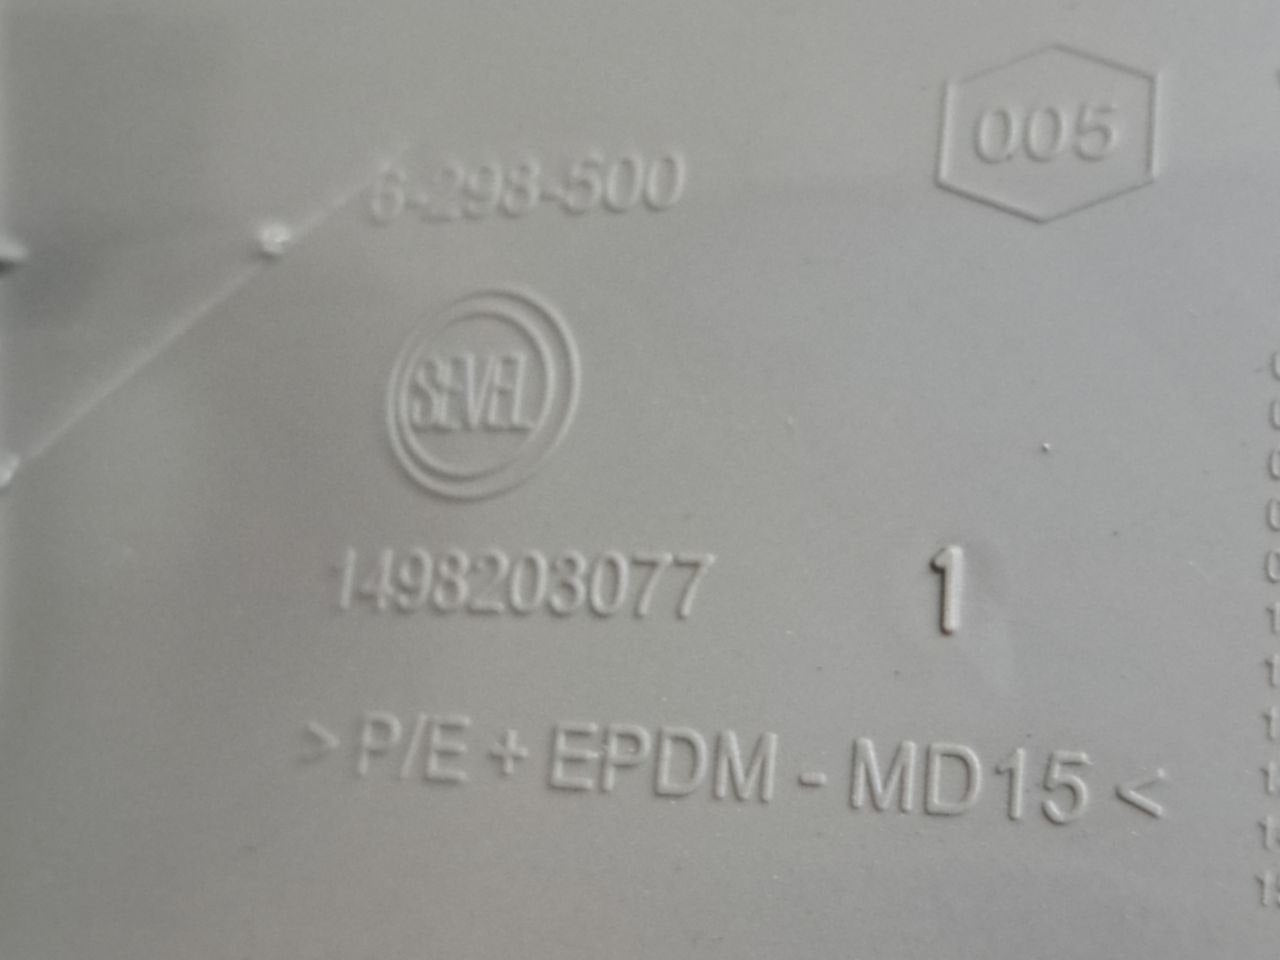 005
6-298-500
SEVEL
1498203077 1
>P/E + EPDM - MD15<